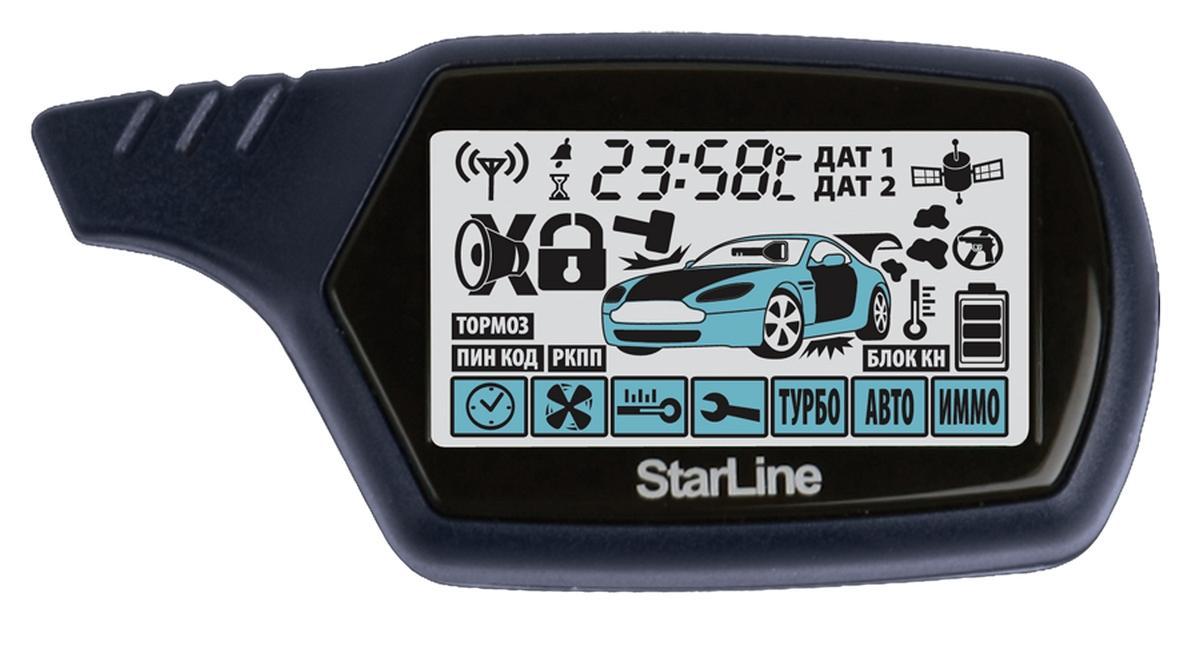 23:58°C ДАТ 1
ДАТ 2
ТОРМОЗ
ПИН КОД РКПП БЛОК КН
ТУРБО АВТО ИММО
StarLine